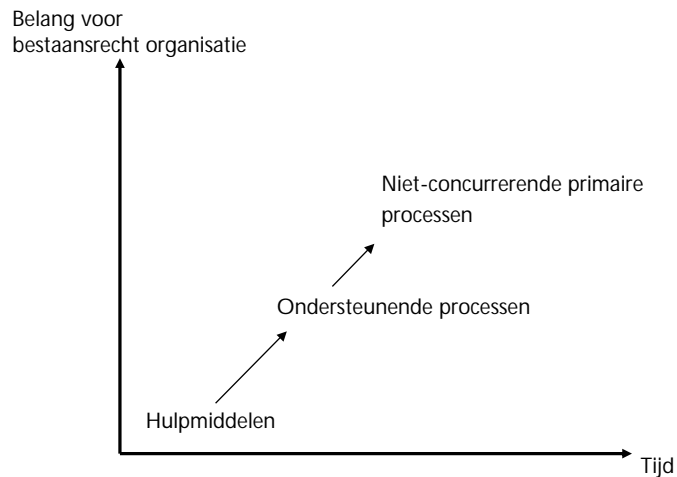 Belang voor
bestaansrecht organisatie
Niet-concurrerende primaire
processen
Ondersteunende processen
Hulpmiddelen
Tijd